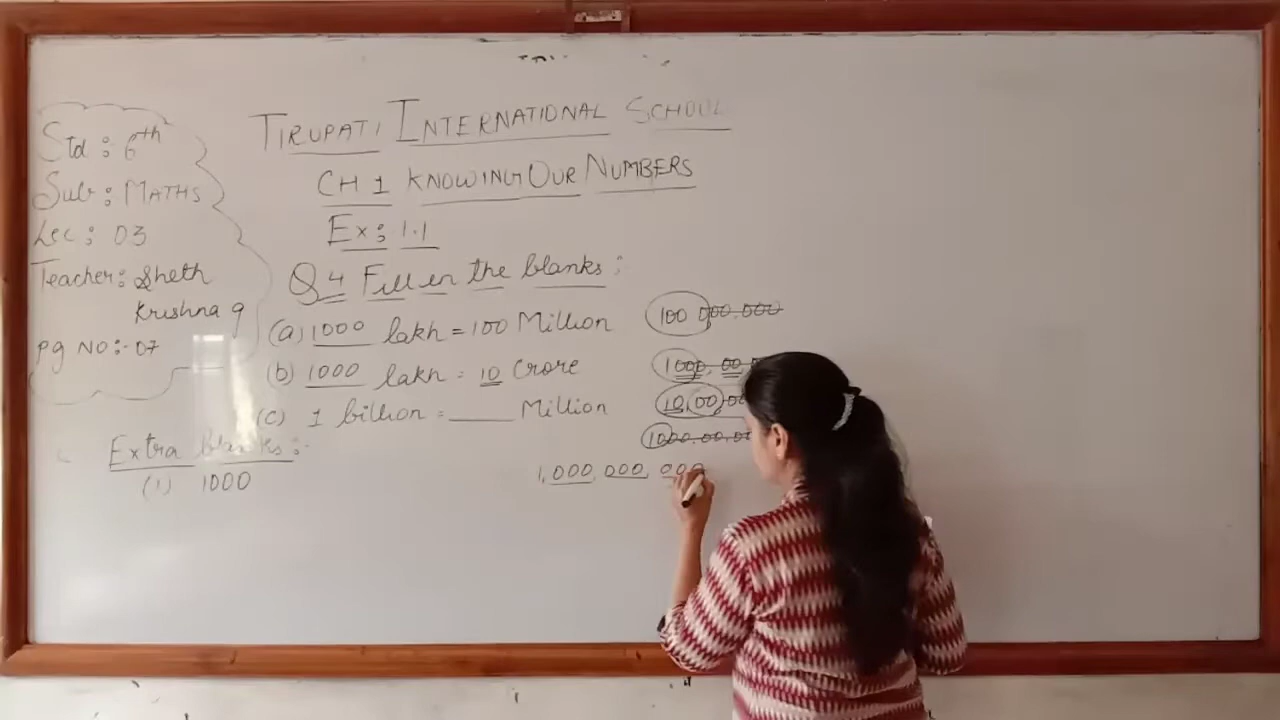 Std : 6th
Sub : MATHS
Lec : 03
Teacher: Sheth
Krishna
Pg No :- 07
TIRUPATI INTERNATIONAL SCHOOL
CH 1 KNOWING OUR NUMBERS
Ex : 1.1
Q 4 Fill in the blanks :
(a) 1000 lakh = 100 Million
100 000,000
(b) 1000 lakh = 10 Crore
(c) 1 billion = ____ Million
Extra blanks :-
(1) 1000
1,000,000,000